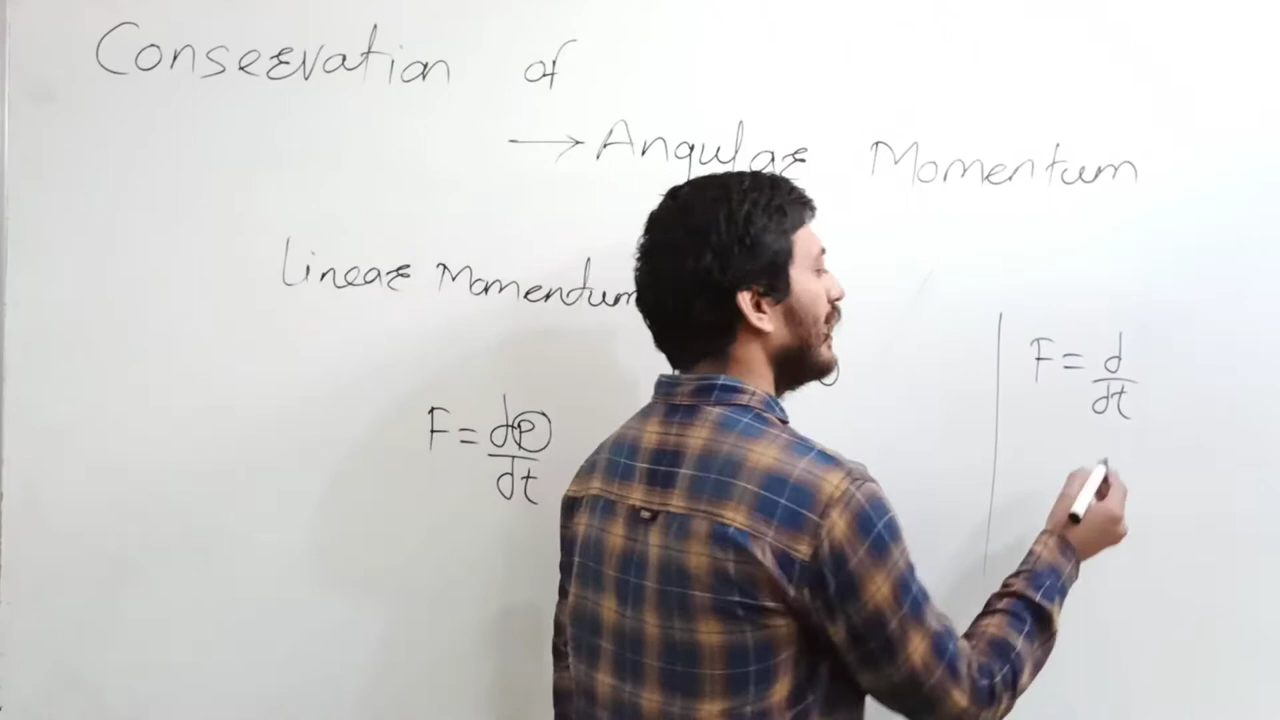 Conservation of
→ Angular Momentum
Linear Momentum
F = dp/dt
F = d/dt